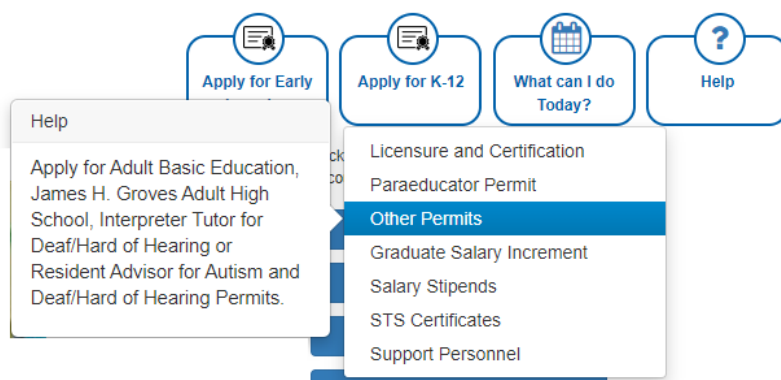 ?
Apply for Early
Apply for K-12
What can I do
Today?
Help
Help
Apply for Adult Basic Education,
James H. Groves Adult High
School, Interpreter Tutor for
Deaf/Hard of Hearing or
Resident Advisor for Autism and
Deaf/Hard of Hearing Permits.
Licensure and Certification
Paraeducator Permit
Other Permits
Graduate Salary Increment
Salary Stipends
STS Certificates
Support Personnel